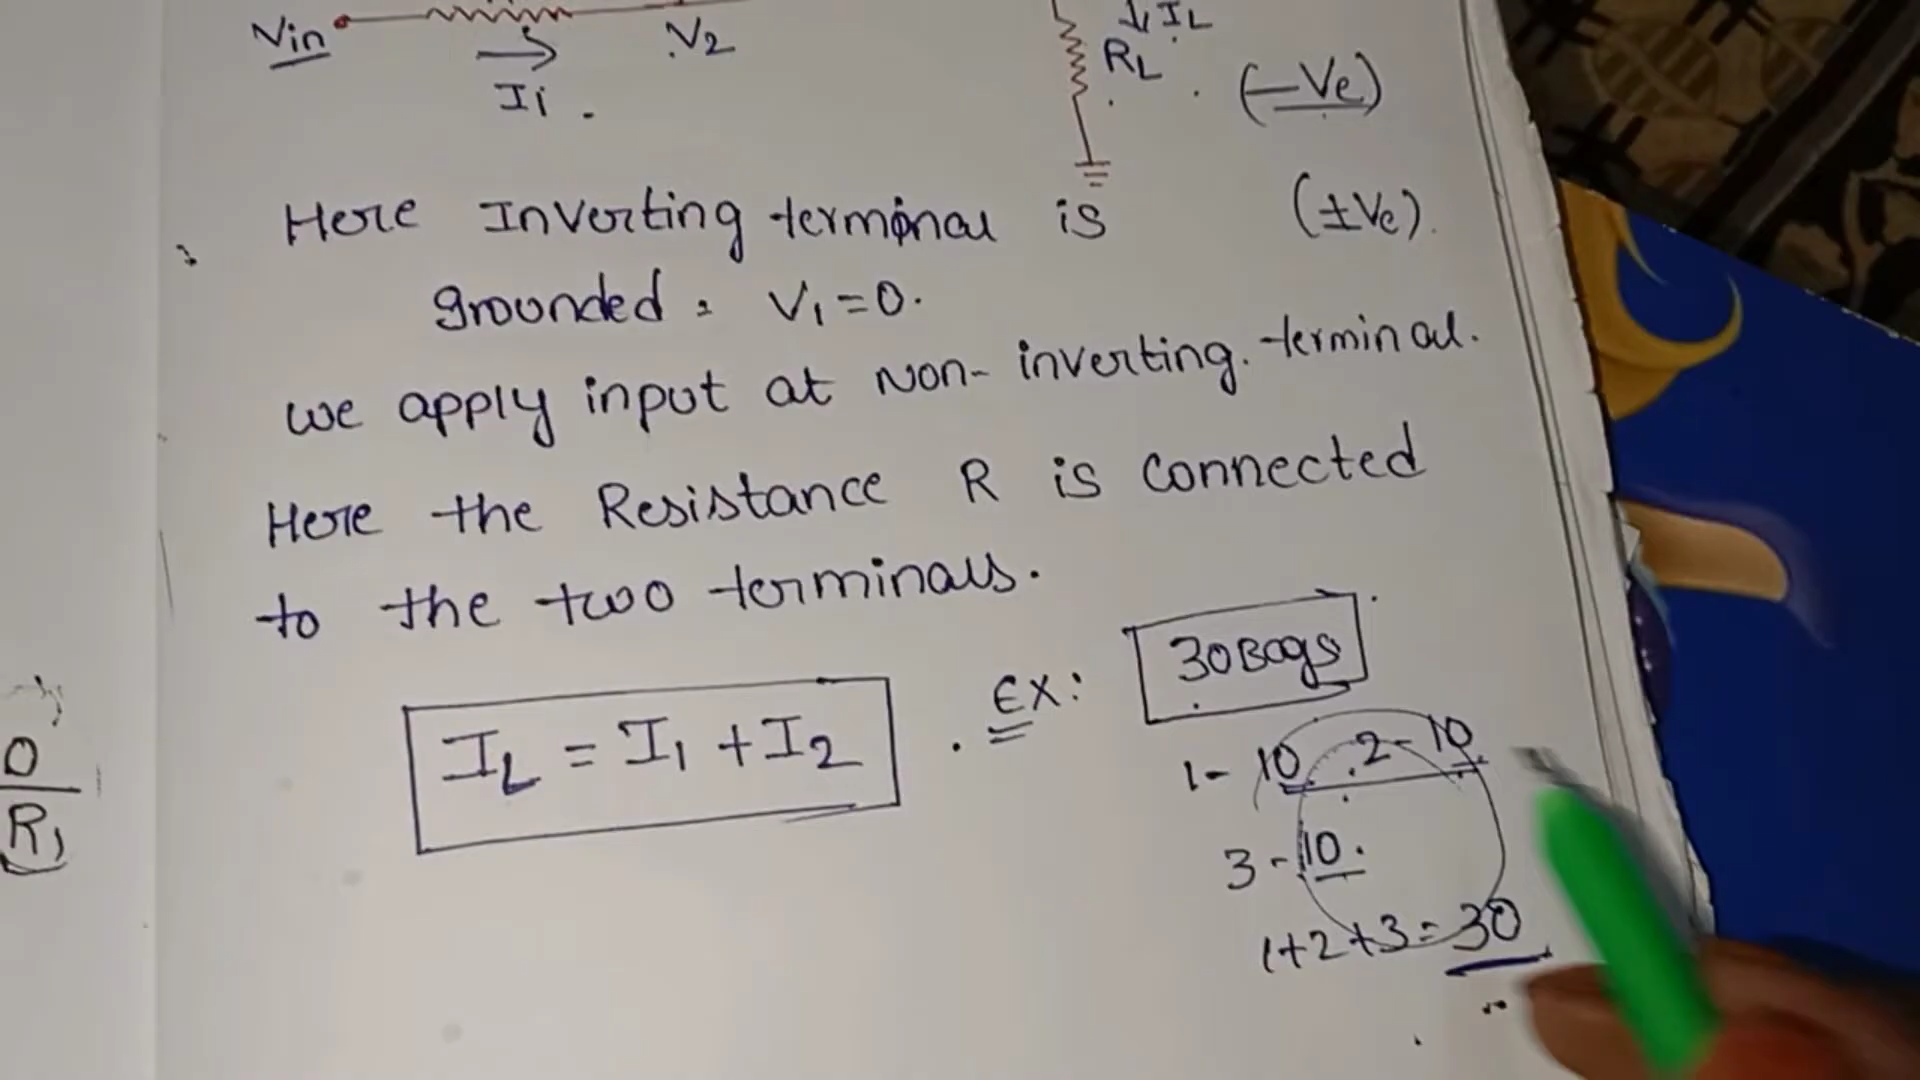 Vin
V2
Ii .
IL
RL
(-Ve)
(±Ve).
Here Inverting terminal is
grounded : V1 = 0.
we apply input at Non-inverting. terminal.
Here the Resistance R is connected
to the two terminals.
IL = I1 + I2
Ex: 30Bags
1- 10 2- 10
3 - 10.
1+2+3 = 30
0
R1